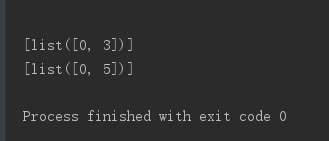 [list([0, 3])]
[list([0, 5])]
Process finished with exit code 0